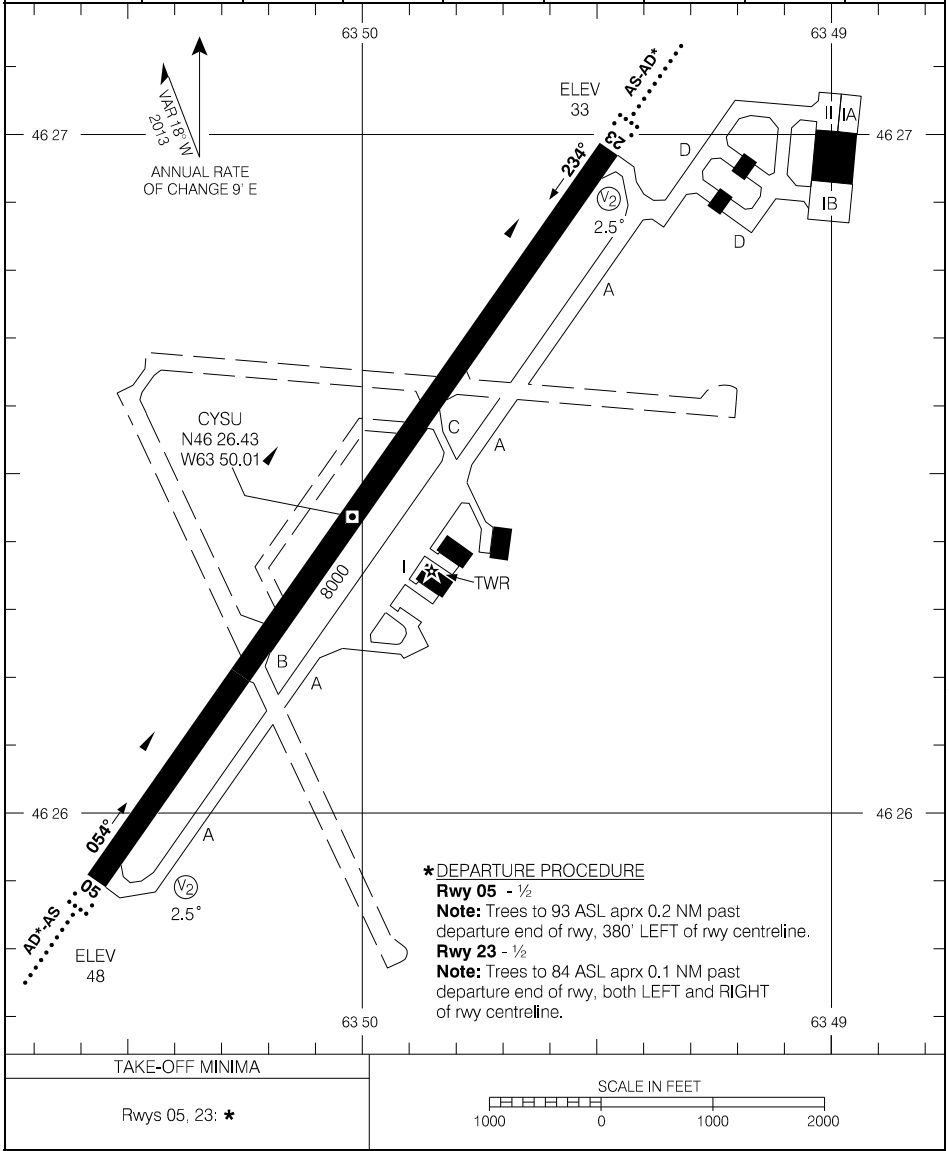 63 50
63 49
VAR 18° W
2013
ANNUAL RATE
OF CHANGE 9' E
ELEV
33
AS-AD*
46 27
46 27
23
234°
V2
2.5°
D
D
II
IA
IB
A
CYSU
N46 26.43
W63 50.01
C
A
8000
I
TWR
B
A
46 26
46 26
054°
A
05
V2
2.5°
AD*-AS
ELEV
48
* DEPARTURE PROCEDURE
Rwy 05 - ½
Note: Trees to 93 ASL aprx 0.2 NM past
departure end of rwy, 380' LEFT of rwy centreline.
Rwy 23 - ½
Note: Trees to 84 ASL aprx 0.1 NM past
departure end of rwy, both LEFT and RIGHT
of rwy centreline.
63 50
63 49
TAKE-OFF MINIMA
Rwys 05, 23: *
SCALE IN FEET
1000 0 1000 2000